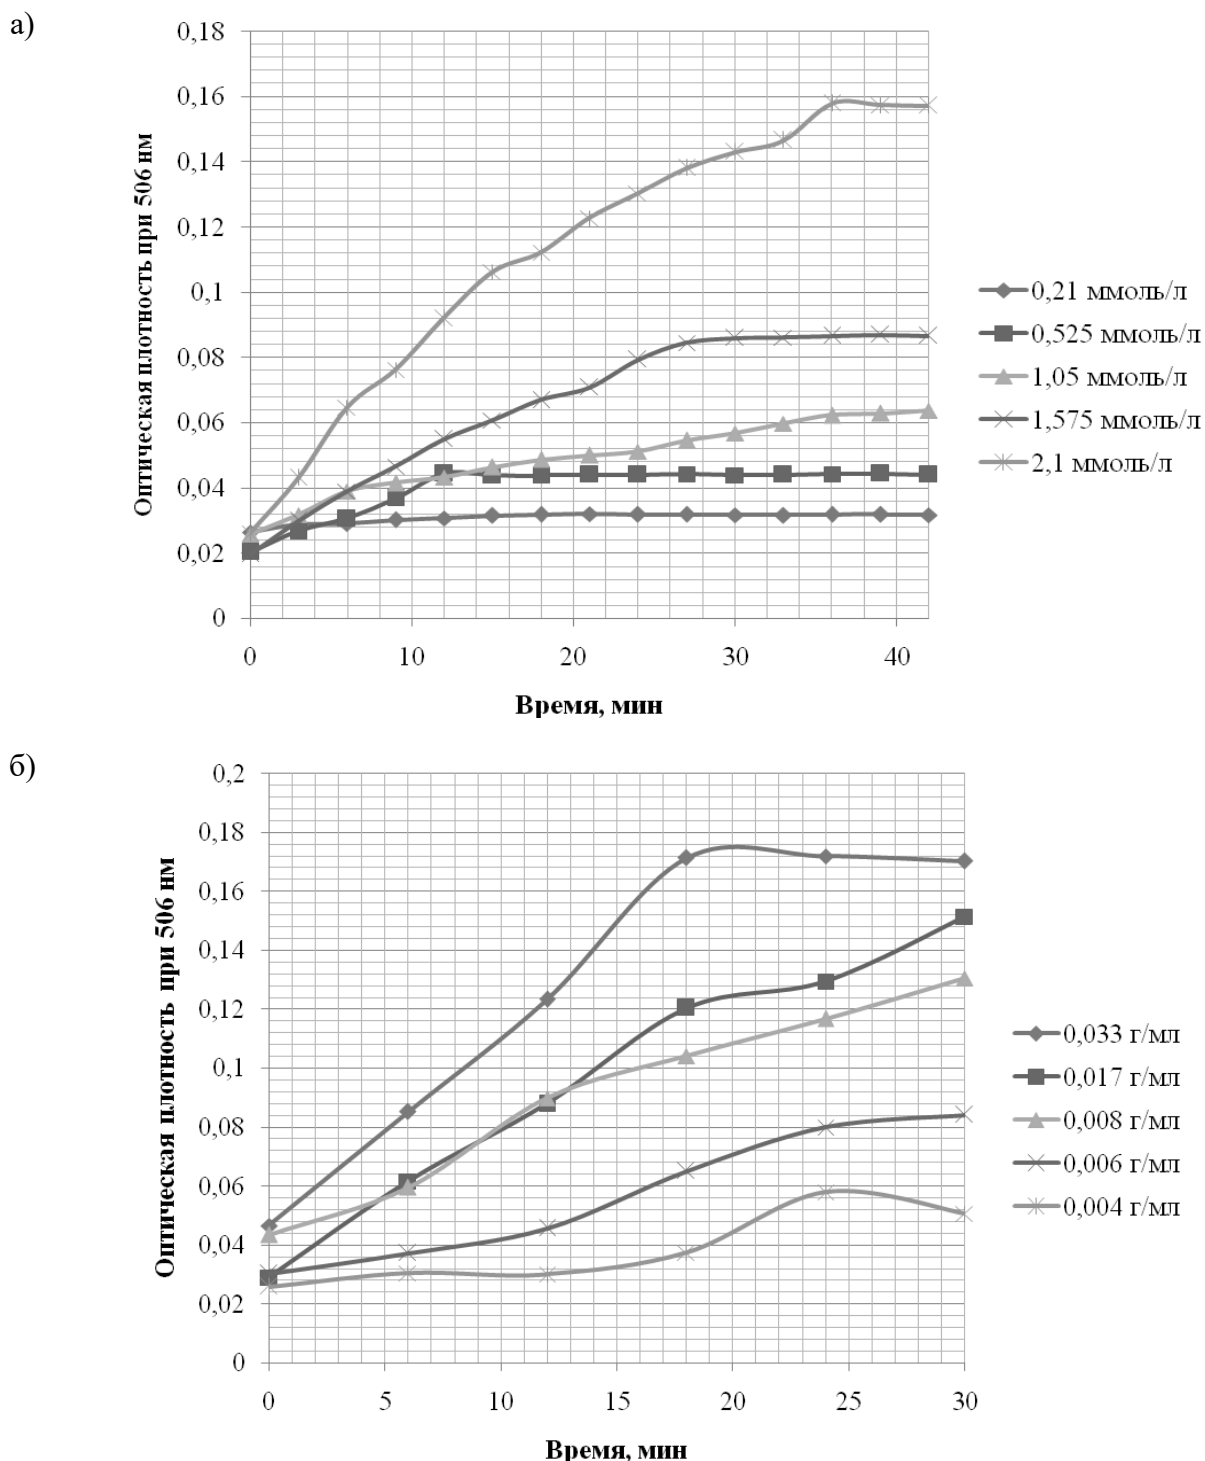 а)
0,18
0,16
0,14
0,12
0,1
0,08
0,06
0,04
0,02
0
Оптическая плотность при 506 нм
0 10 20 30 40
Время, мин
0,21 ммоль/л
0,525 ммоль/л
1,05 ммоль/л
1,575 ммоль/л
2,1 ммоль/л
б)
0,2
0,18
0,16
0,14
0,12
0,1
0,08
0,06
0,04
0,02
0
Оптическая плотность при 506 нм
0 5 10 15 20 25 30
Время, мин
0,033 г/мл
0,017 г/мл
0,008 г/мл
0,006 г/мл
0,004 г/мл